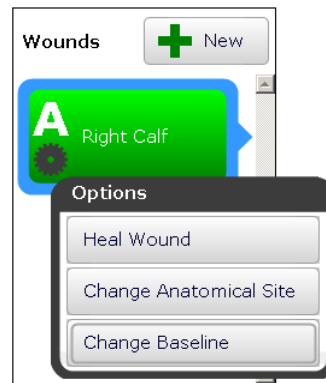 Wounds New
A
Right Calf
Options
Heal Wound
Change Anatomical Site
Change Baseline